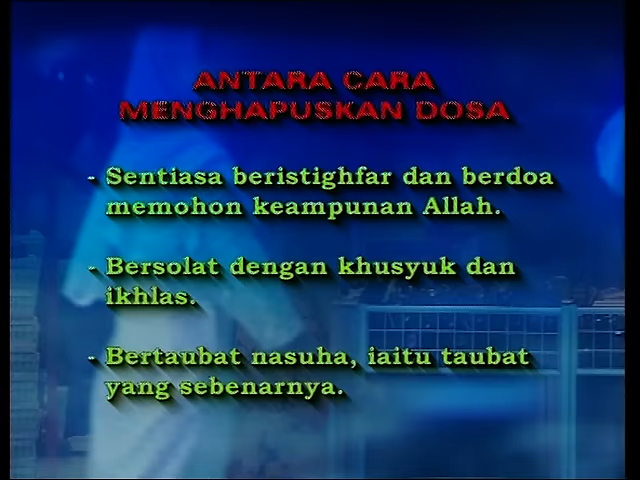 ANTARA CARA
MENGHAPUSKAN DOSA
- Sentiasa beristighfar dan berdoa
memohon keampunan Allah.
- Bersolat dengan khusyuk dan
ikhlas.
- Bertaubat nasuha, iaitu taubat
yang sebenarnya.